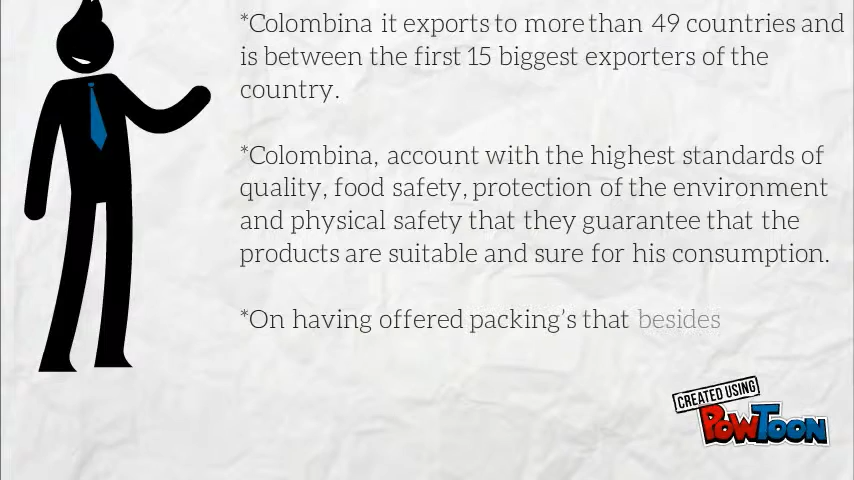 *Colombina it exports to more than 49 countries and
is between the first 15 biggest exporters of the
country.
*Colombina, account with the highest standards of
quality, food safety, protection of the environment
and physical safety that they guarantee that the
products are suitable and sure for his consumption.
*On having offered packing's that besides
CREATED USING
POWTOON